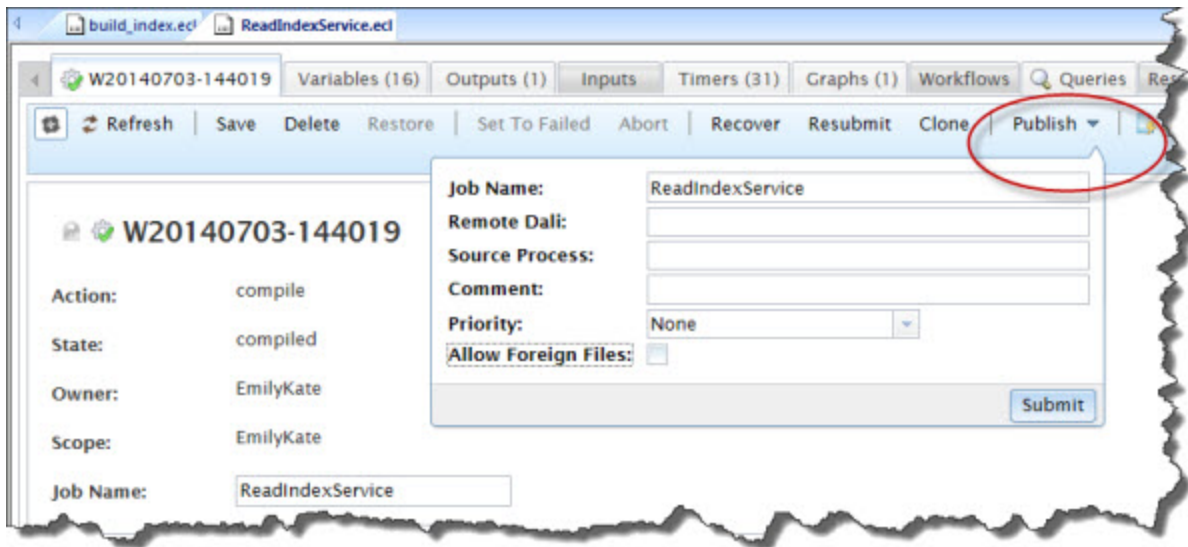 build_index.ecl ReadIndexService.ecl
W20140703-144019 Variables (16) Outputs (1) Inputs Timers (31) Graphs (1) Workflows Queries
Refresh Save Delete Restore Set To Failed Abort Recover Resubmit Clone Publish
Job Name: ReadIndexService
Remote Dali:
Source Process:
Comment:
Priority: None
Allow Foreign Files:
Submit
W20140703-144019
Action: compile
State: compiled
Owner: EmilyKate
Scope: EmilyKate
Job Name: ReadIndexService